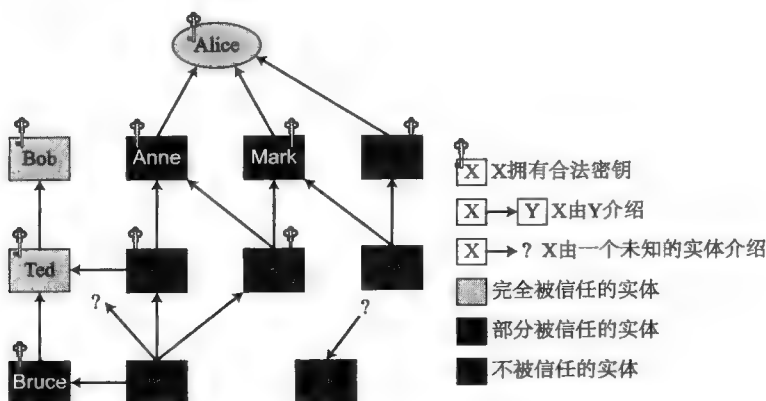 Alice
Bob
Anne
Mark
Ted
?
?
Bruce
X X拥有合法密钥
X Y X由Y介绍
X ? X由一个未知的实体介绍
完全被信任的实体
部分被信任的实体
不被信任的实体